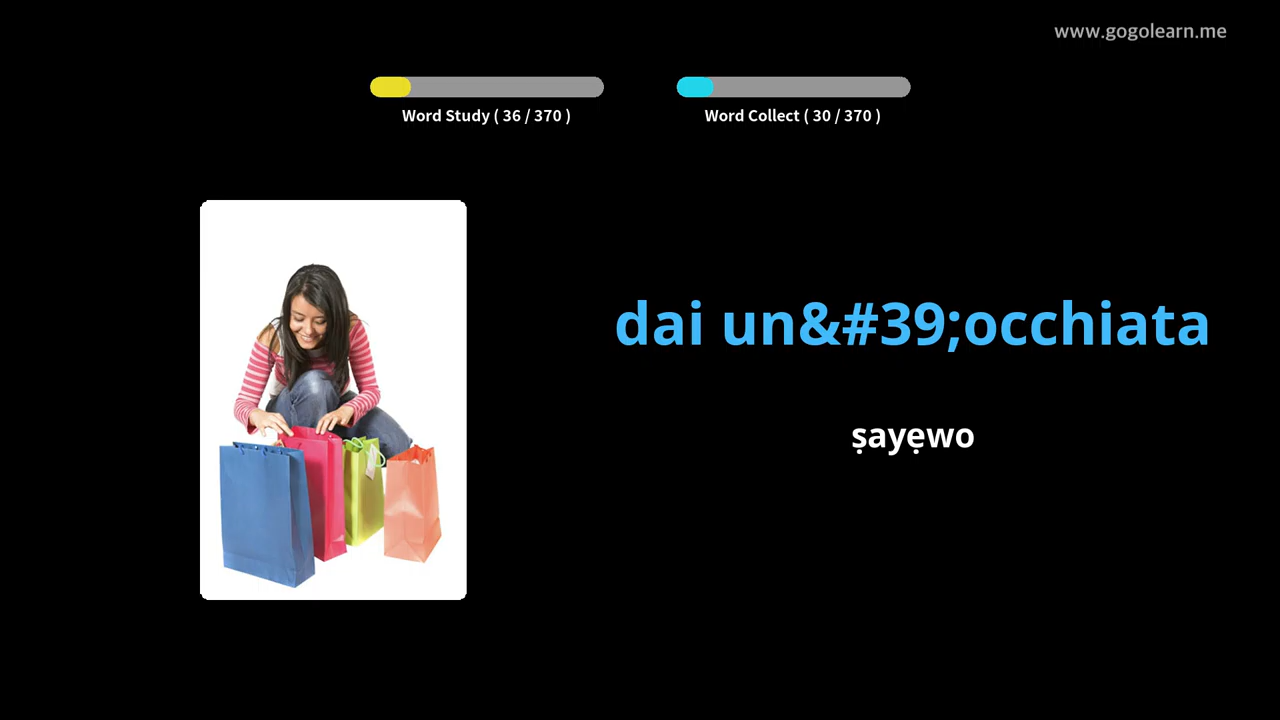 www.gogolearn.me
Word Study ( 36 / 370 )
Word Collect ( 30 / 370 )
dai un&#39;occhiata
ṣayẹwo